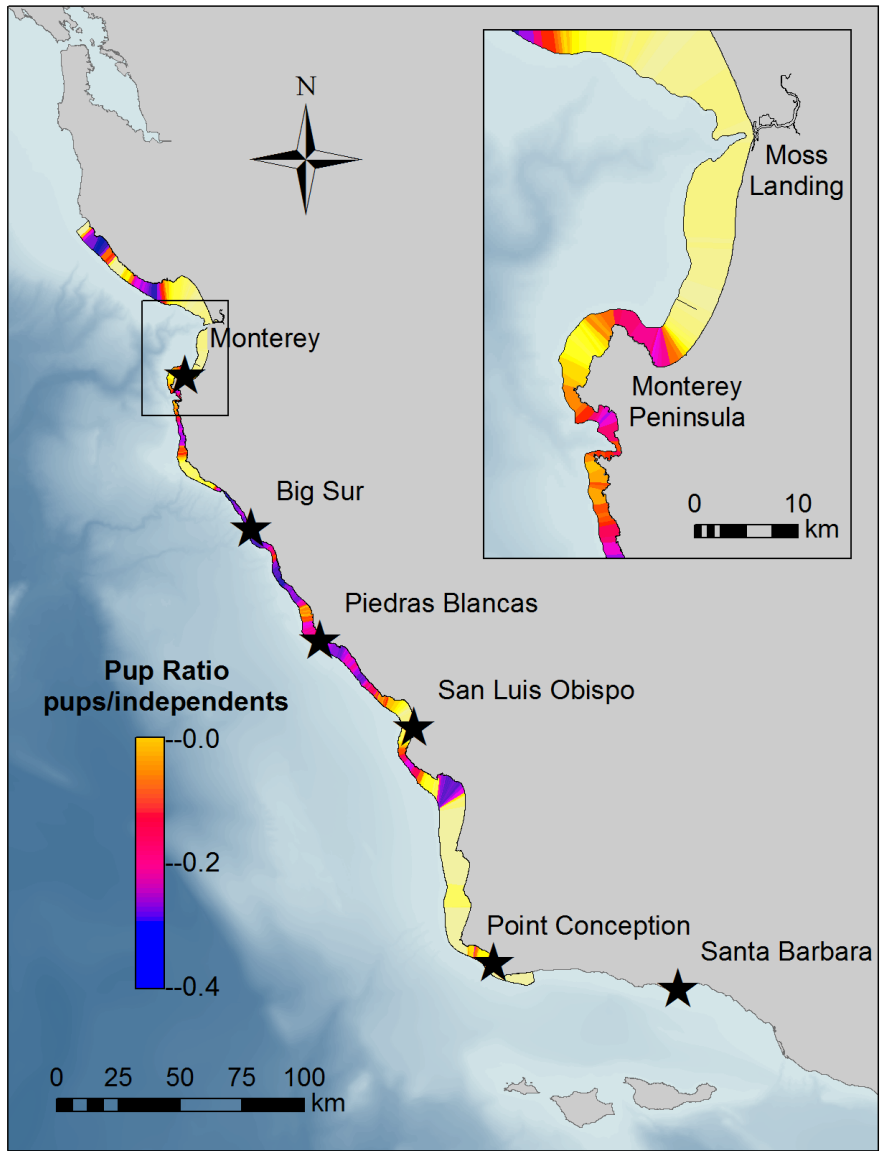 N
Moss
Landing
Monterey
Monterey
Peninsula
0 10
km
Big Sur
Piedras Blancas
Pup Ratio
pups/independents
San Luis Obispo
--0.0
--0.2
--0.4
Point Conception
Santa Barbara
0 25 50 75 100
km